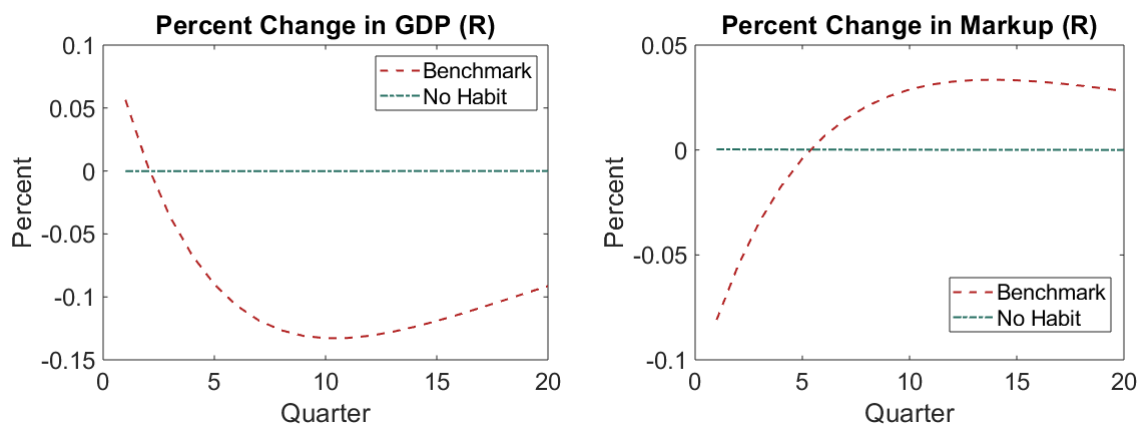 Percent Change in GDP (R)
0.1
0.05
0
-0.05
-0.1
-0.15
Percent
Benchmark
No Habit
0
5
10
15
20
Quarter
Percent Change in Markup (R)
0.05
0
-0.05
-0.1
Percent
Benchmark
No Habit
0
5
10
15
20
Quarter